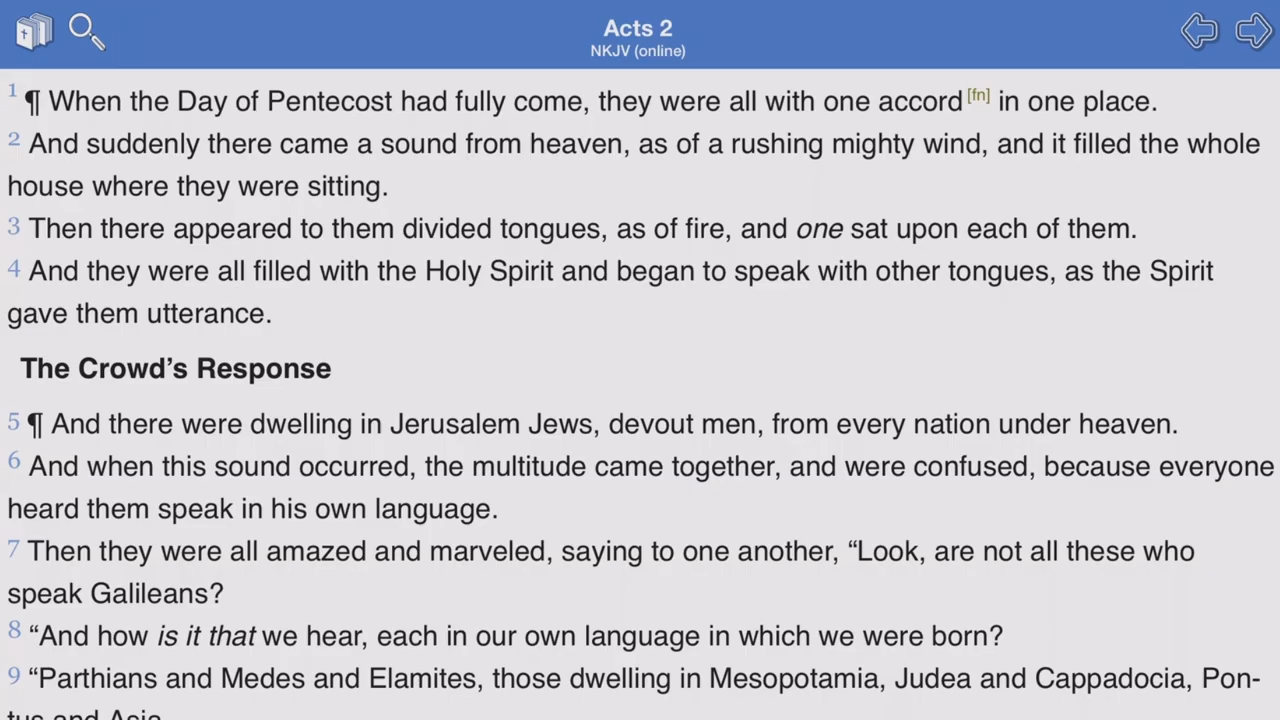 Acts 2
NKJV (online)
1 ¶ When the Day of Pentecost had fully come, they were all with one accord[fn] in one place.
2 And suddenly there came a sound from heaven, as of a rushing mighty wind, and it filled the whole
house where they were sitting.
3 Then there appeared to them divided tongues, as of fire, and one sat upon each of them.
4 And they were all filled with the Holy Spirit and began to speak with other tongues, as the Spirit
gave them utterance.
The Crowd’s Response
5 ¶ And there were dwelling in Jerusalem Jews, devout men, from every nation under heaven.
6 And when this sound occurred, the multitude came together, and were confused, because everyone
heard them speak in his own language.
7 Then they were all amazed and marveled, saying to one another, “Look, are not all these who
speak Galileans?
8 “And how is it that we hear, each in our own language in which we were born?
9 “Parthians and Medes and Elamites, those dwelling in Mesopotamia, Judea and Cappadocia, Pon-
tus and Asia